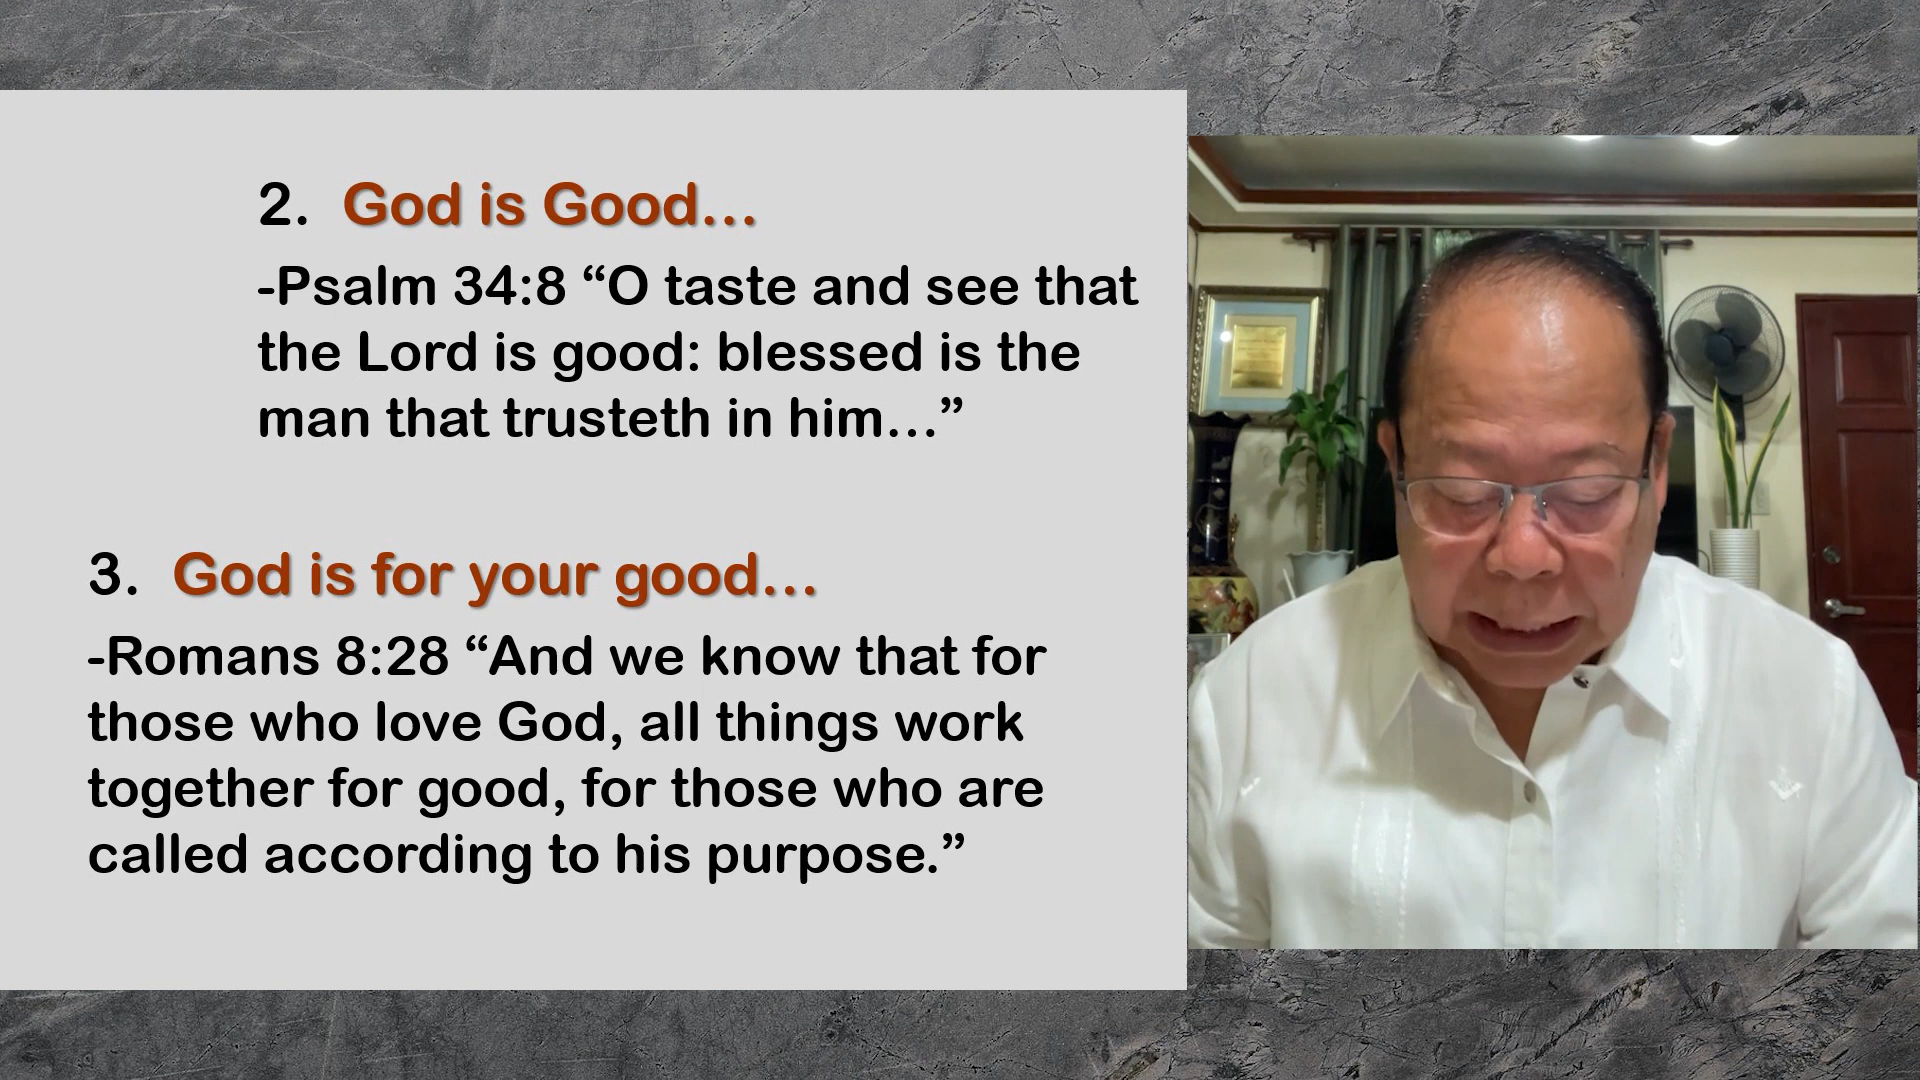 2. God is Good...
-Psalm 34:8 “O taste and see that
the Lord is good: blessed is the
man that trusteth in him...”
3. God is for your good...
-Romans 8:28 “And we know that for
those who love God, all things work
together for good, for those who are
called according to his purpose.”